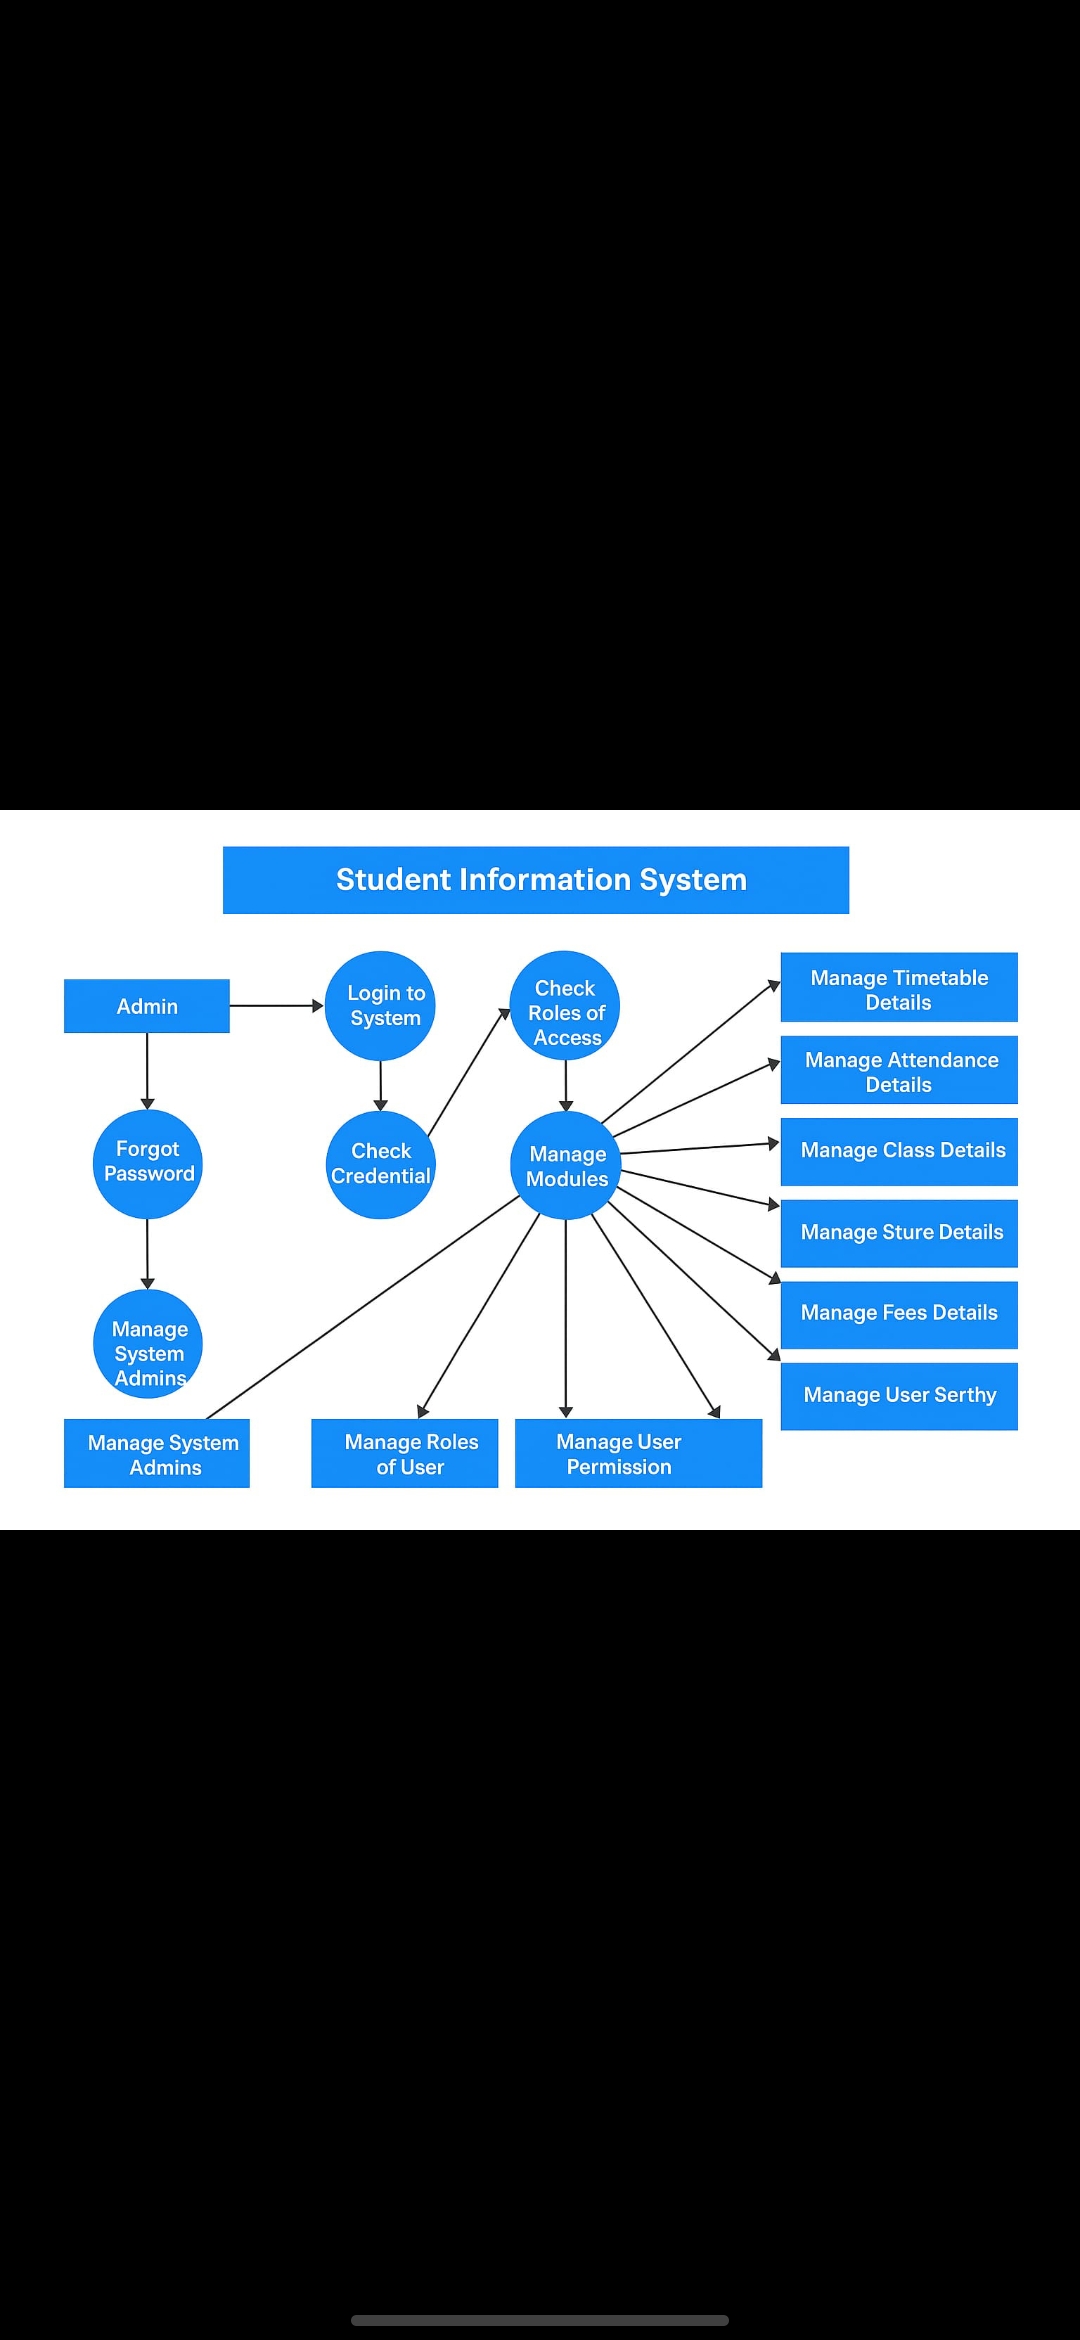 Student Information System
Admin
Login to
System
Check
Roles of
Access
Manage Timetable
Details
Manage Attendance
Details
Forgot
Password
Check
Credential
Manage
Modules
Manage Class Details
Manage Sture Details
Manage Fees Details
Manage User Serthy
Manage
System
Admins
Manage System
Admins
Manage Roles
of User
Manage User
Permission